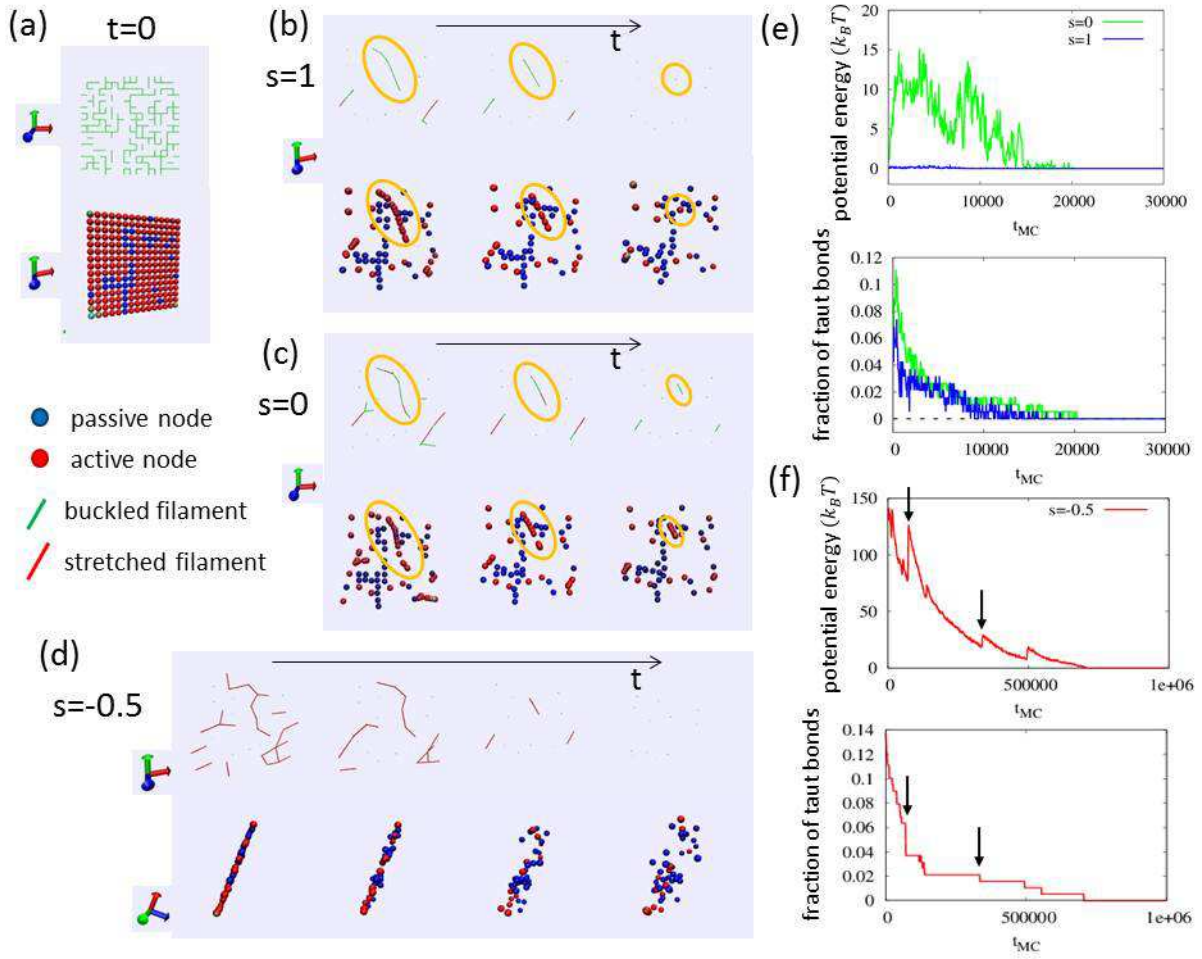 (a)
t=0
passive node
active node
buckled filament
stretched filament
(b)
s=1
t
(c)
s=0
t
(d)
s=-0.5
t
(e)
potential energy (k_BT)
20
15
10
5
0
s=0
s=1
0 10000 20000 30000
t_MC
fraction of taut bonds
0.12
0.1
0.08
0.06
0.04
0.02
0
0 10000 20000 30000
t_MC
(f)
potential energy (k_BT)
150
100
50
0
s=-0.5
0 500000 1e+06
t_MC
fraction of taut bonds
0.14
0.12
0.1
0.08
0.06
0.04
0.02
0
0 500000 1e+06
t_MC